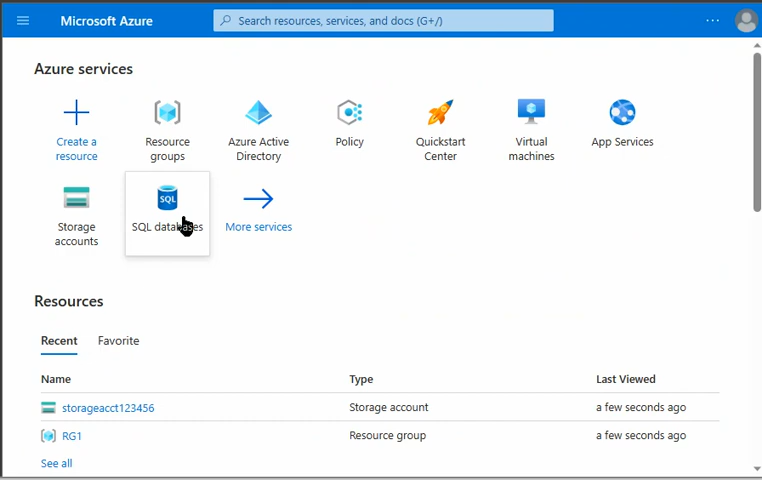 Microsoft Azure
Search resources, services, and docs (G+/)
Azure services
Create a resource
Resource groups
Azure Active Directory
Policy
Quickstart Center
Virtual machines
App Services
Storage accounts
SQL
SQL databases
More services
Resources
Recent Favorite
Name Type Last Viewed
storageacct123456 Storage account a few seconds ago
RG1 Resource group a few seconds ago
See all